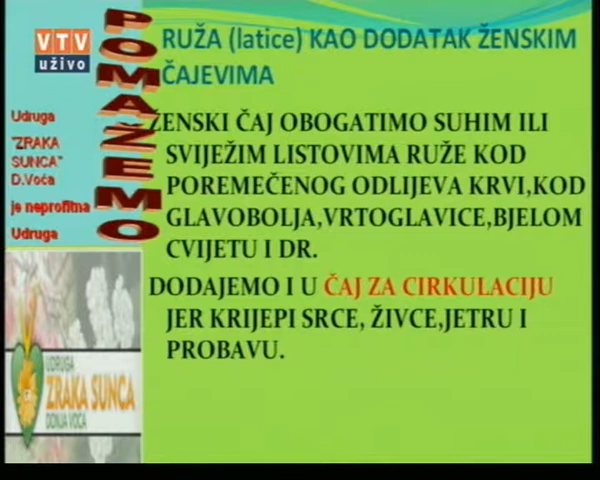 VTV
uživo
POMAŽEMO
Udruga
"ZRAKA
SUNCA"
D.Voća
je neprofitna
Udruga
UDRUGA
ZRAKA SUNCA
DONJA VOĆA
RUŽA (latice) KAO DODATAK ŽENSKIM
ČAJEVIMA
ŽENSKI ČAJ OBOGATIMO SUHIM ILI
SVIJEŽIM LISTOVIMA RUŽE KOD
POREMEČENOG ODLIJEVA KRVI,KOD
GLAVOBOLJA,VRTOGLAVICE,BJELOM
CVIJETU I DR.
DODAJEMO I U ČAJ ZA CIRKULACIJU
JER KRIJEPI SRCE, ŽIVCE,JETRU I
PROBAVU.